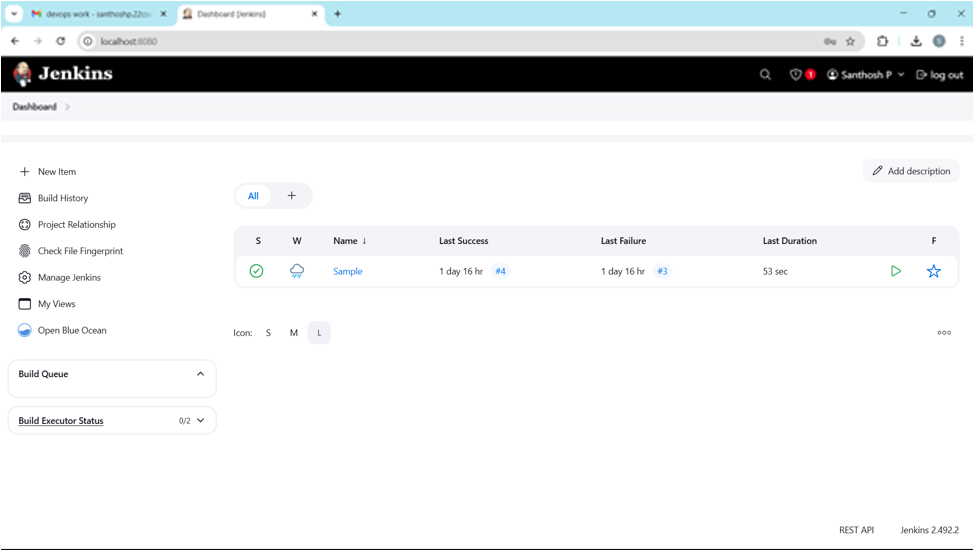 devops work - santhoshp.22cs
Dashboard [Jenkins]
localhost:8080
Jenkins
1
Santhosh P
log out
Dashboard
New Item
Build History
Project Relationship
Check File Fingerprint
Manage Jenkins
My Views
Open Blue Ocean
Build Queue
Build Executor Status 0/2
Add description
All +
S W Name ↓ Last Success Last Failure Last Duration F
Sample 1 day 16 hr #4 1 day 16 hr #3 53 sec
Icon: S M L
REST API Jenkins 2.492.2